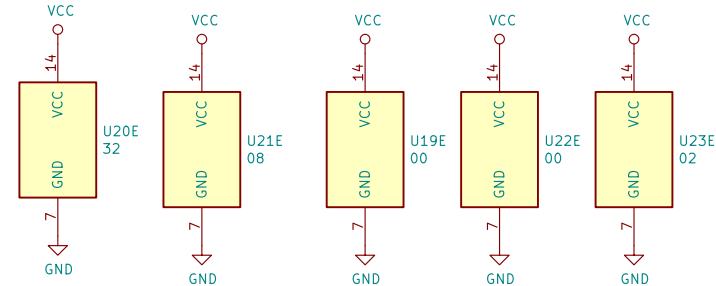 VCC
14
VCC
GND
U20E
32
7
GND
VCC
14
VCC
GND
U21E
08
7
GND
VCC
14
VCC
GND
U19E
00
7
GND
VCC
14
VCC
GND
U22E
00
7
GND
VCC
14
VCC
GND
U23E
02
7
GND